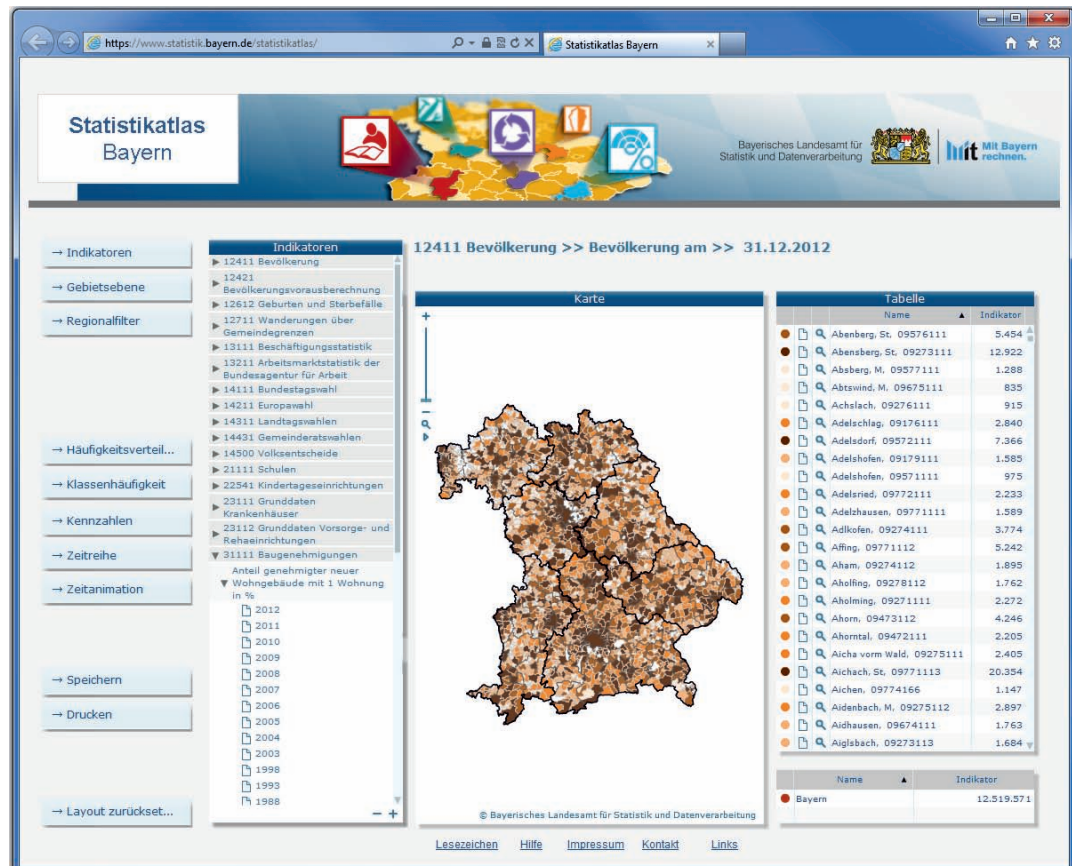 https://www.statistik.bayern.de/statistikatlas/
Statistikatlas Bayern
Statistikatlas
Bayern
Bayerisches Landesamt für
Statistik und Datenverarbeitung
mit Mit Bayern
rechnen.
→ Indikatoren
→ Gebietsebene
→ Regionalfilter
→ Häufigkeitsverteil...
→ Klassenhäufigkeit
→ Kennzahlen
→ Zeitreihe
→ Zeitanimation
→ Speichern
→ Drucken
→ Layout zurückset...
Indikatoren
12411 Bevölkerung
12421
Bevölkerungsvorausberechnung
12612 Geburten und Sterbefälle
12711 Wanderungen über
Gemeindegrenzen
13111 Beschäftigungsstatistik
13211 Arbeitsmarktstatistik der
Bundesagentur für Arbeit
14111 Bundestagswahl
14211 Europawahl
14311 Landtagswahlen
14431 Gemeinderatswahlen
14500 Volksentscheide
21111 Schulen
22541 Kindertageseinrichtungen
23111 Grunddaten
Krankenhäuser
23112 Grunddaten Vorsorge- und
Rehaeinrichtungen
31111 Baugenehmigungen
Anteil genehmigter neuer
Wohngebäude mit 1 Wohnung
in %
2012
2011
2010
2009
2008
2007
2006
2005
2004
2003
1998
1993
1988
12411 Bevölkerung >> Bevölkerung am >> 31.12.2012
Karte
© Bayerisches Landesamt für Statistik und Datenverarbeitung
Tabelle
Name Indikator
Abenberg, St, 09576111 5.454
Abensberg, St, 09273111 12.922
Absberg, M, 09577111 1.288
Abtswind, M, 09675111 835
Achslach, 09276111 915
Adelschlag, 09176111 2.840
Adelsdorf, 09572111 7.366
Adelshofen, 09179111 1.585
Adelshofen, 09571111 975
Adelsried, 09772111 2.233
Adelzhausen, 09771111 1.589
Adlkofen, 09274111 3.774
Affing, 09771112 5.242
Aham, 09274112 1.895
Aholfing, 09278112 1.762
Aholming, 09271111 2.272
Ahorn, 09473112 4.246
Ahorntal, 09472111 2.205
Aicha vorm Wald, 09275111 2.405
Aichach, St, 09771113 20.354
Aichen, 09774166 1.147
Aidenbach, M, 09275112 2.897
Aidhausen, 09674111 1.763
Aiglsbach, 09273113 1.684
Name Indikator
Bayern 12.519.571
Lesezeichen Hilfe Impressum Kontakt Links